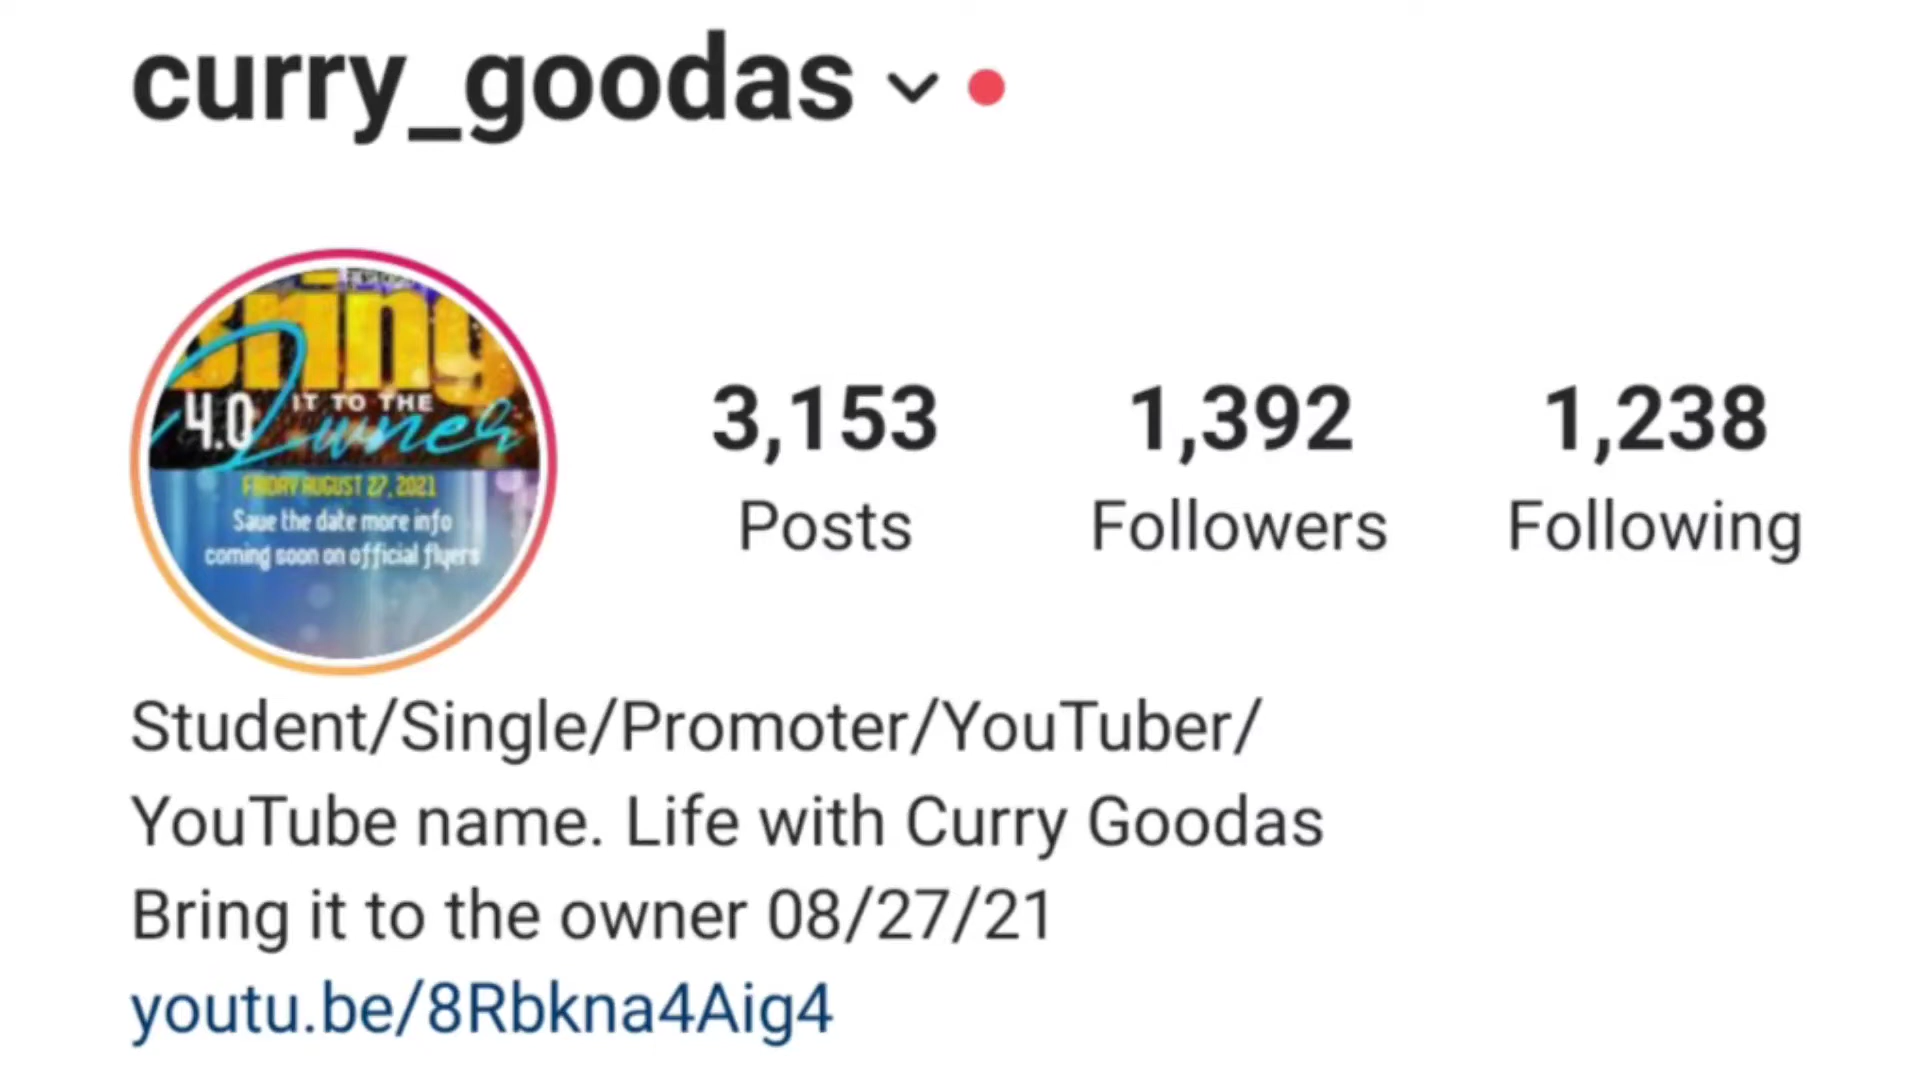 curry_goodas
Bring
4.0 IT TO THE
Owner
FRIDAY AUGUST 27, 2021
Save the date more info
coming soon on official flyers
3,153 1,392 1,238
Posts Followers Following
Student/Single/Promoter/YouTuber/
YouTube name. Life with Curry Goodas
Bring it to the owner 08/27/21
youtu.be/8Rbkna4Aig4